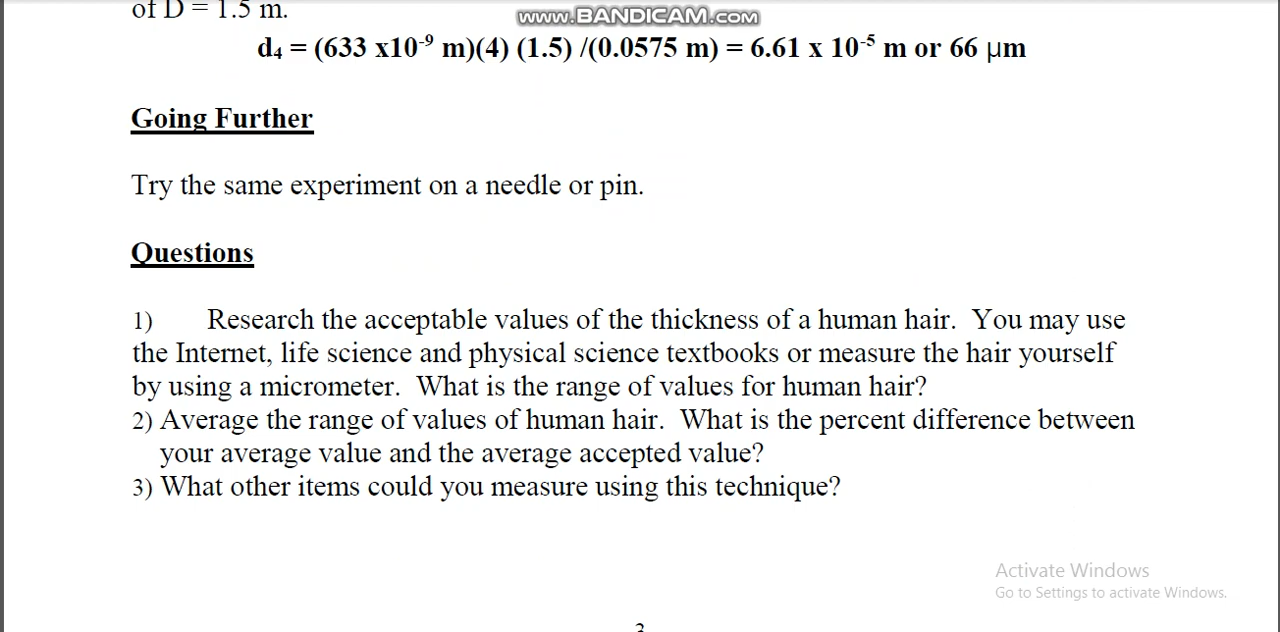 of D = 1.5 m.
www.BANDICAM.com
d₄ = (633 x10⁻⁹ m)(4) (1.5) /(0.0575 m) = 6.61 x 10⁻⁵ m or 66 μm
Going Further
Try the same experiment on a needle or pin.
Questions
1) Research the acceptable values of the thickness of a human hair. You may use
the Internet, life science and physical science textbooks or measure the hair yourself
by using a micrometer. What is the range of values for human hair?
2) Average the range of values of human hair. What is the percent difference between
your average value and the average accepted value?
3) What other items could you measure using this technique?
Activate Windows
Go to Settings to activate Windows.
3